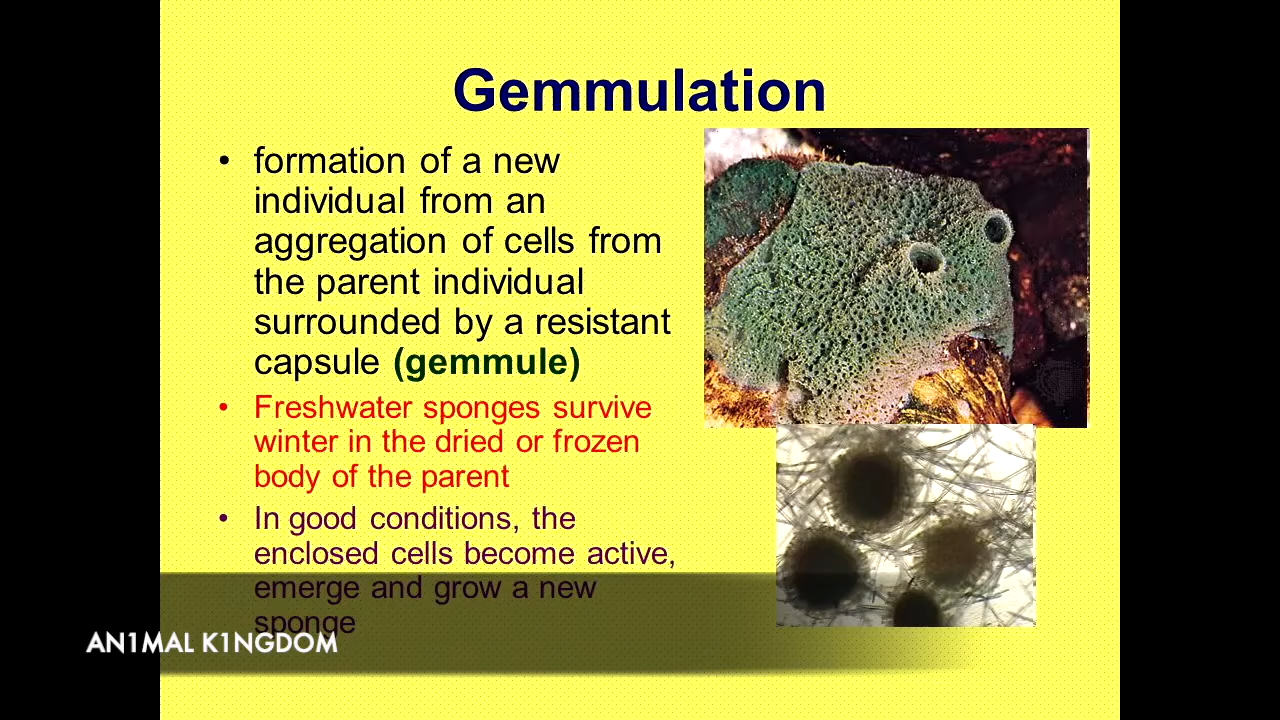 Gemmulation
• formation of a new
individual from an
aggregation of cells from
the parent individual
surrounded by a resistant
capsule (gemmule)
• Freshwater sponges survive
winter in the dried or frozen
body of the parent
• In good conditions, the
enclosed cells become active,
emerge and grow a new
sponge
AN1MAL K1NGDOM